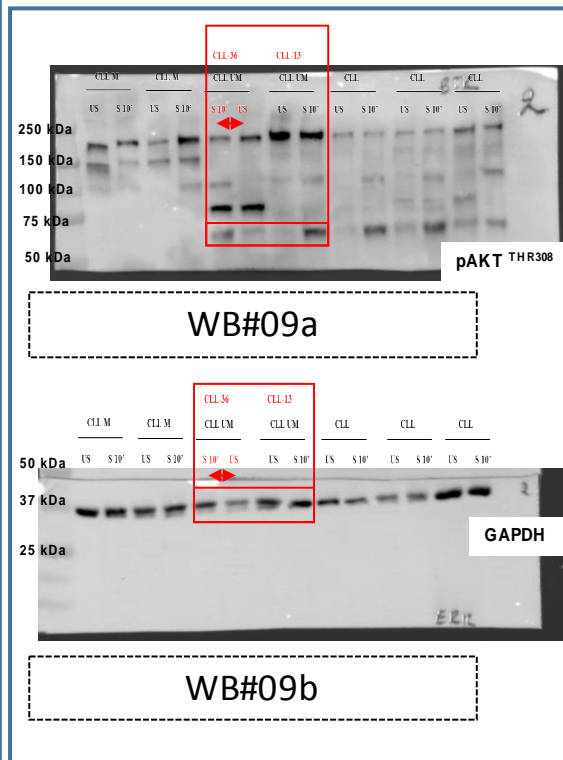 CLL-36 CLL-13
CLL M CLL M CLL UM CLL UM CLL CLL CLL
US S 10' US S 10' S 10' US US S 10' US S 10' US S 10' US S 10'
2
250 kDa
150 kDa
100 kDa
75 kDa
50 kDa
pAKT THR308
WB#09a
CLL-36 CLL-13
CLL M CLL M CLL UM CLL UM CLL CLL CLL
US S 10' US S 10' S 10' US US S 10' US S 10' US S 10' US S 10'
50 kDa
37 kDa
25 kDa
2
GAPDH
WB#09b